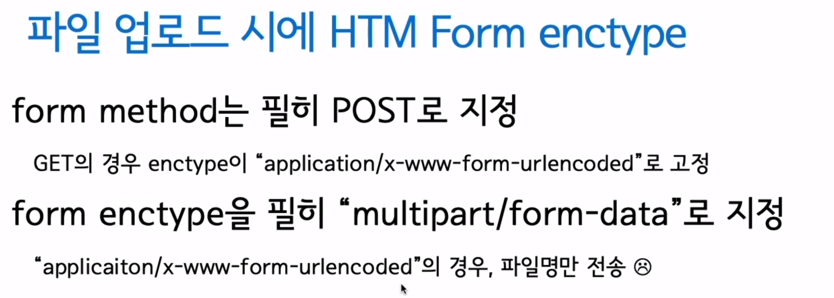 파일 업로드 시에 HTM Form enctype
form method는 필히 POST로 지정
GET의 경우 enctype이 “application/x-www-form-urlencoded”로 고정
form enctype을 필히 “multipart/form-data”로 지정
“applicaiton/x-www-form-urlencoded”의 경우, 파일명만 전송 ☹